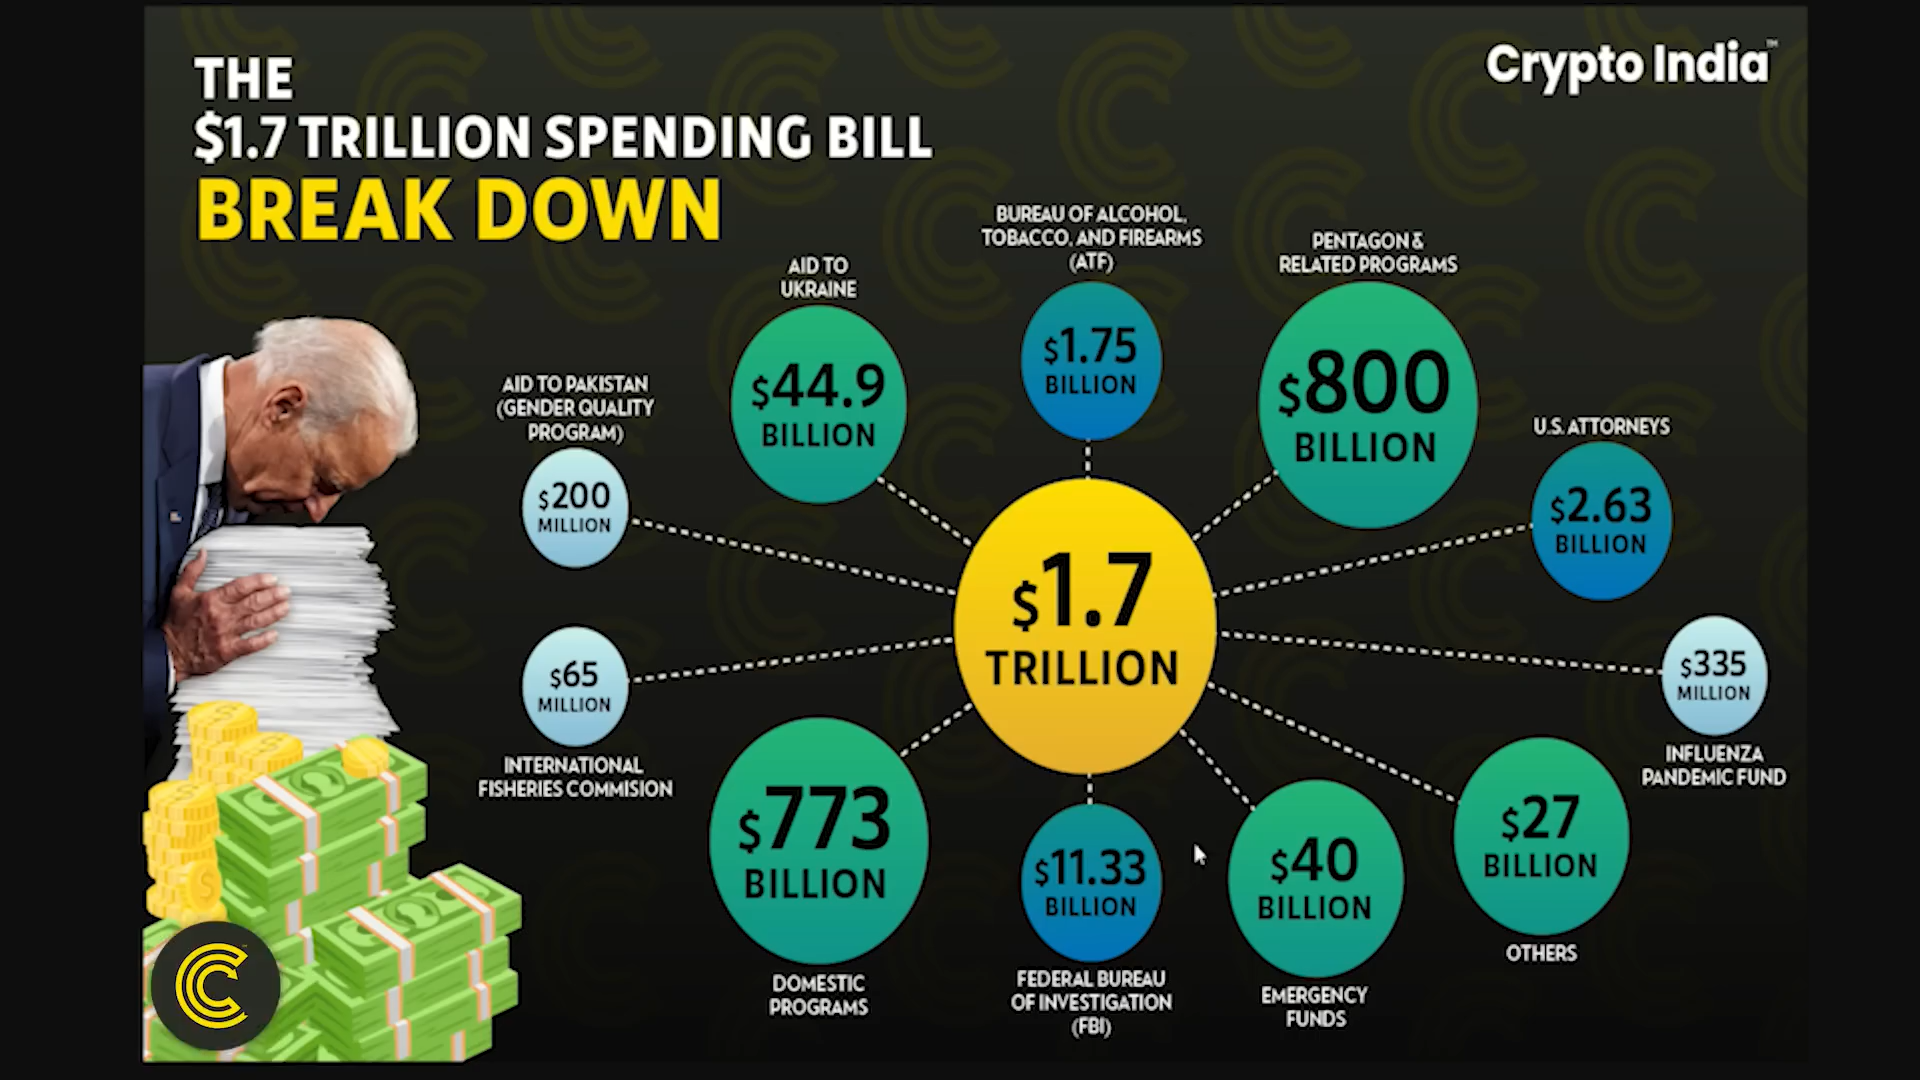 THE
$1.7 TRILLION SPENDING BILL
BREAK DOWN
Crypto India™
AID TO
UKRAINE
$44.9
BILLION
BUREAU OF ALCOHOL,
TOBACCO, AND FIREARMS
(ATF)
$1.75
BILLION
PENTAGON &
RELATED PROGRAMS
$800
BILLION
AID TO PAKISTAN
(GENDER QUALITY
PROGRAM)
$200
MILLION
U.S. ATTORNEYS
$2.63
BILLION
$1.7
TRILLION
$65
MILLION
INTERNATIONAL
FISHERIES COMMISION
$335
MILLION
INFLUENZA
PANDEMIC FUND
$773
BILLION
DOMESTIC
PROGRAMS
$11.33
BILLION
FEDERAL BUREAU
OF INVESTIGATION
(FBI)
$40
BILLION
EMERGENCY
FUNDS
$27
BILLION
OTHERS